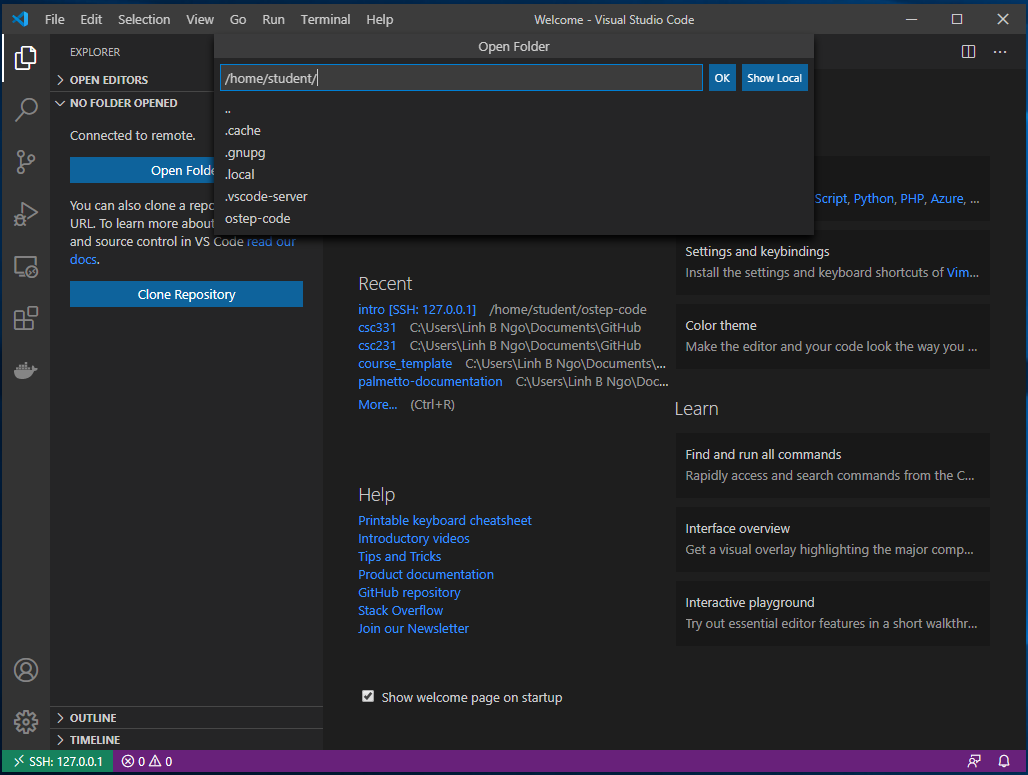 File Edit Selection View Go Run Terminal Help
Welcome - Visual Studio Code
EXPLORER
OPEN EDITORS
NO FOLDER OPENED
Connected to remote.
Open Folde
You can also clone a repo
URL. To learn more about
and source control in VS Code read our
docs.
Clone Repository
OUTLINE
TIMELINE
Open Folder
/home/student/
OK
Show Local
..
.cache
.gnupg
.local
.vscode-server
ostep-code
Recent
intro [SSH: 127.0.0.1] /home/student/ostep-code
csc331 C:\Users\Linh B Ngo\Documents\GitHub
csc231 C:\Users\Linh B Ngo\Documents\GitHub
course_template C:\Users\Linh B Ngo\Documents\...
palmetto-documentation C:\Users\Linh B Ngo\Doc...
More... (Ctrl+R)
Help
Printable keyboard cheatsheet
Introductory videos
Tips and Tricks
Product documentation
GitHub repository
Stack Overflow
Join our Newsletter
Show welcome page on startup
Script, Python, PHP, Azure, ...
Settings and keybindings
Install the settings and keyboard shortcuts of Vim...
Color theme
Make the editor and your code look the way you ...
Learn
Find and run all commands
Rapidly access and search commands from the C...
Interface overview
Get a visual overlay highlighting the major comp...
Interactive playground
Try out essential editor features in a short walkthr...
SSH: 127.0.0.1 0 0